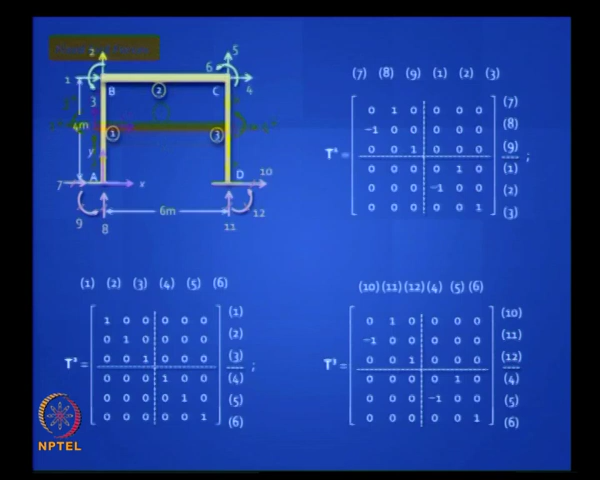 2 5
6
1 4
B C
3 2
4m
1 3
y
A D 10
7 x
6m
9 8 11 12
(7) (8) (9) (1) (2) (3)
0 1 0 0 0 0 (7)
−1 0 0 0 0 0 (8)
T¹ = 0 0 1 0 0 0 (9) ;
0 0 0 0 1 0 (1)
0 0 0 −1 0 0 (2)
0 0 0 0 0 1 (3)
(1) (2) (3) (4) (5) (6)
1 0 0 0 0 0 (1)
0 1 0 0 0 0 (2)
T² = 0 0 1 0 0 0 (3) ;
0 0 0 1 0 0 (4)
0 0 0 0 1 0 (5)
0 0 0 0 0 1 (6)
(10) (11) (12) (4) (5) (6)
0 1 0 0 0 0 (10)
−1 0 0 0 0 0 (11)
T³ = 0 0 1 0 0 0 (12)
0 0 0 0 1 0 (4)
0 0 0 −1 0 0 (5)
0 0 0 0 0 1 (6)
NPTEL